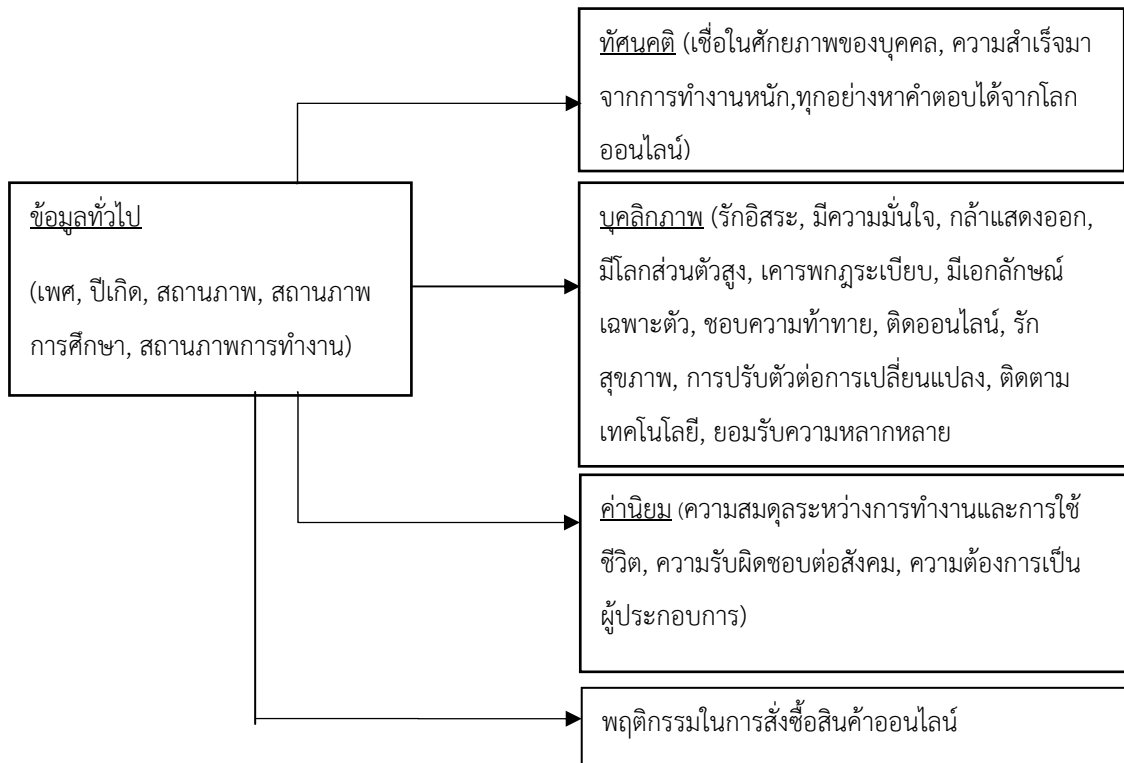 ทัศนคติ (เชื่อในศักยภาพของบุคคล, ความสำเร็จมา
จากการทำงานหนัก,ทุกอย่างหาคำตอบได้จากโลก
ออนไลน์)
ข้อมูลทั่วไป
(เพศ, ปีเกิด, สถานภาพ, สถานภาพ
การศึกษา, สถานภาพการทำงาน)
บุคลิกภาพ (รักอิสระ, มีความมั่นใจ, กล้าแสดงออก,
มีโลกส่วนตัวสูง, เคารพกฎระเบียบ, มีเอกลักษณ์
เฉพาะตัว, ชอบความท้าทาย, ติดออนไลน์, รัก
สุขภาพ, การปรับตัวต่อการเปลี่ยนแปลง, ติดตาม
เทคโนโลยี, ยอมรับความหลากหลาย
ค่านิยม (ความสมดุลระหว่างการทำงานและการใช้
ชีวิต, ความรับผิดชอบต่อสังคม, ความต้องการเป็น
ผู้ประกอบการ)
พฤติกรรมในการสั่งซื้อสินค้าออนไลน์